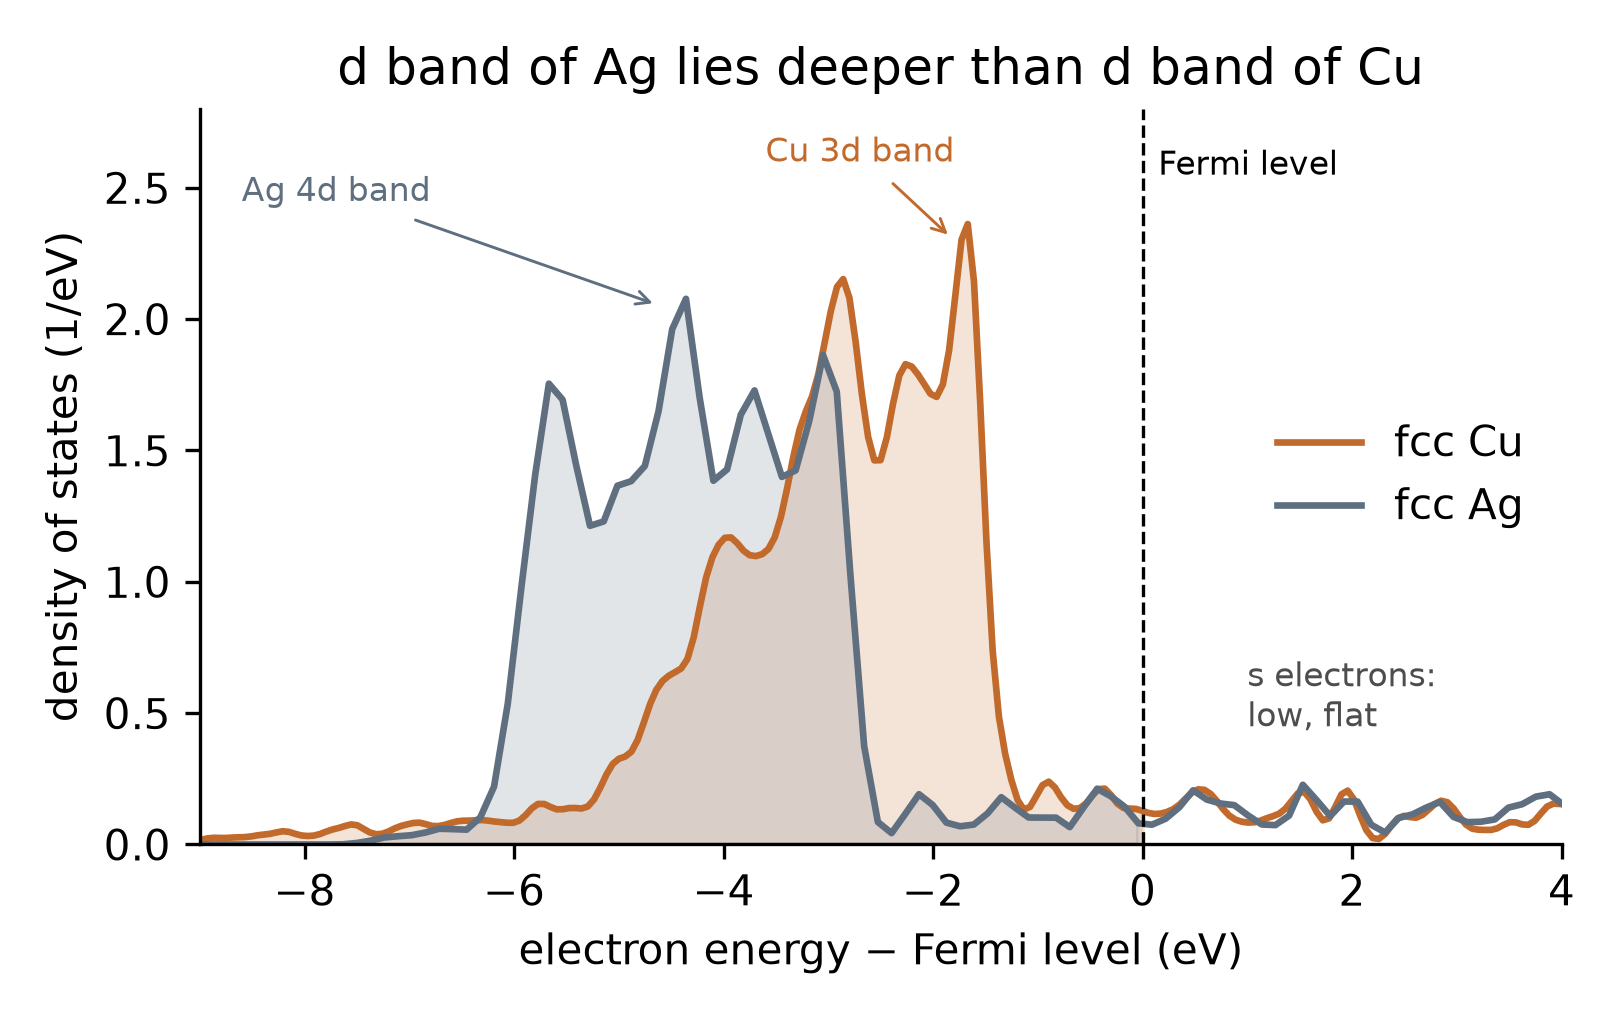 d band of Ag lies deeper than d band of Cu
Cu 3d band
Fermi level
Ag 4d band
2.5
2.0
1.5
1.0
0.5
0.0
density of states (1/eV)
fcc Cu
fcc Ag
s electrons:
low, flat
−8
−6
−4
−2
0
2
4
electron energy − Fermi level (eV)